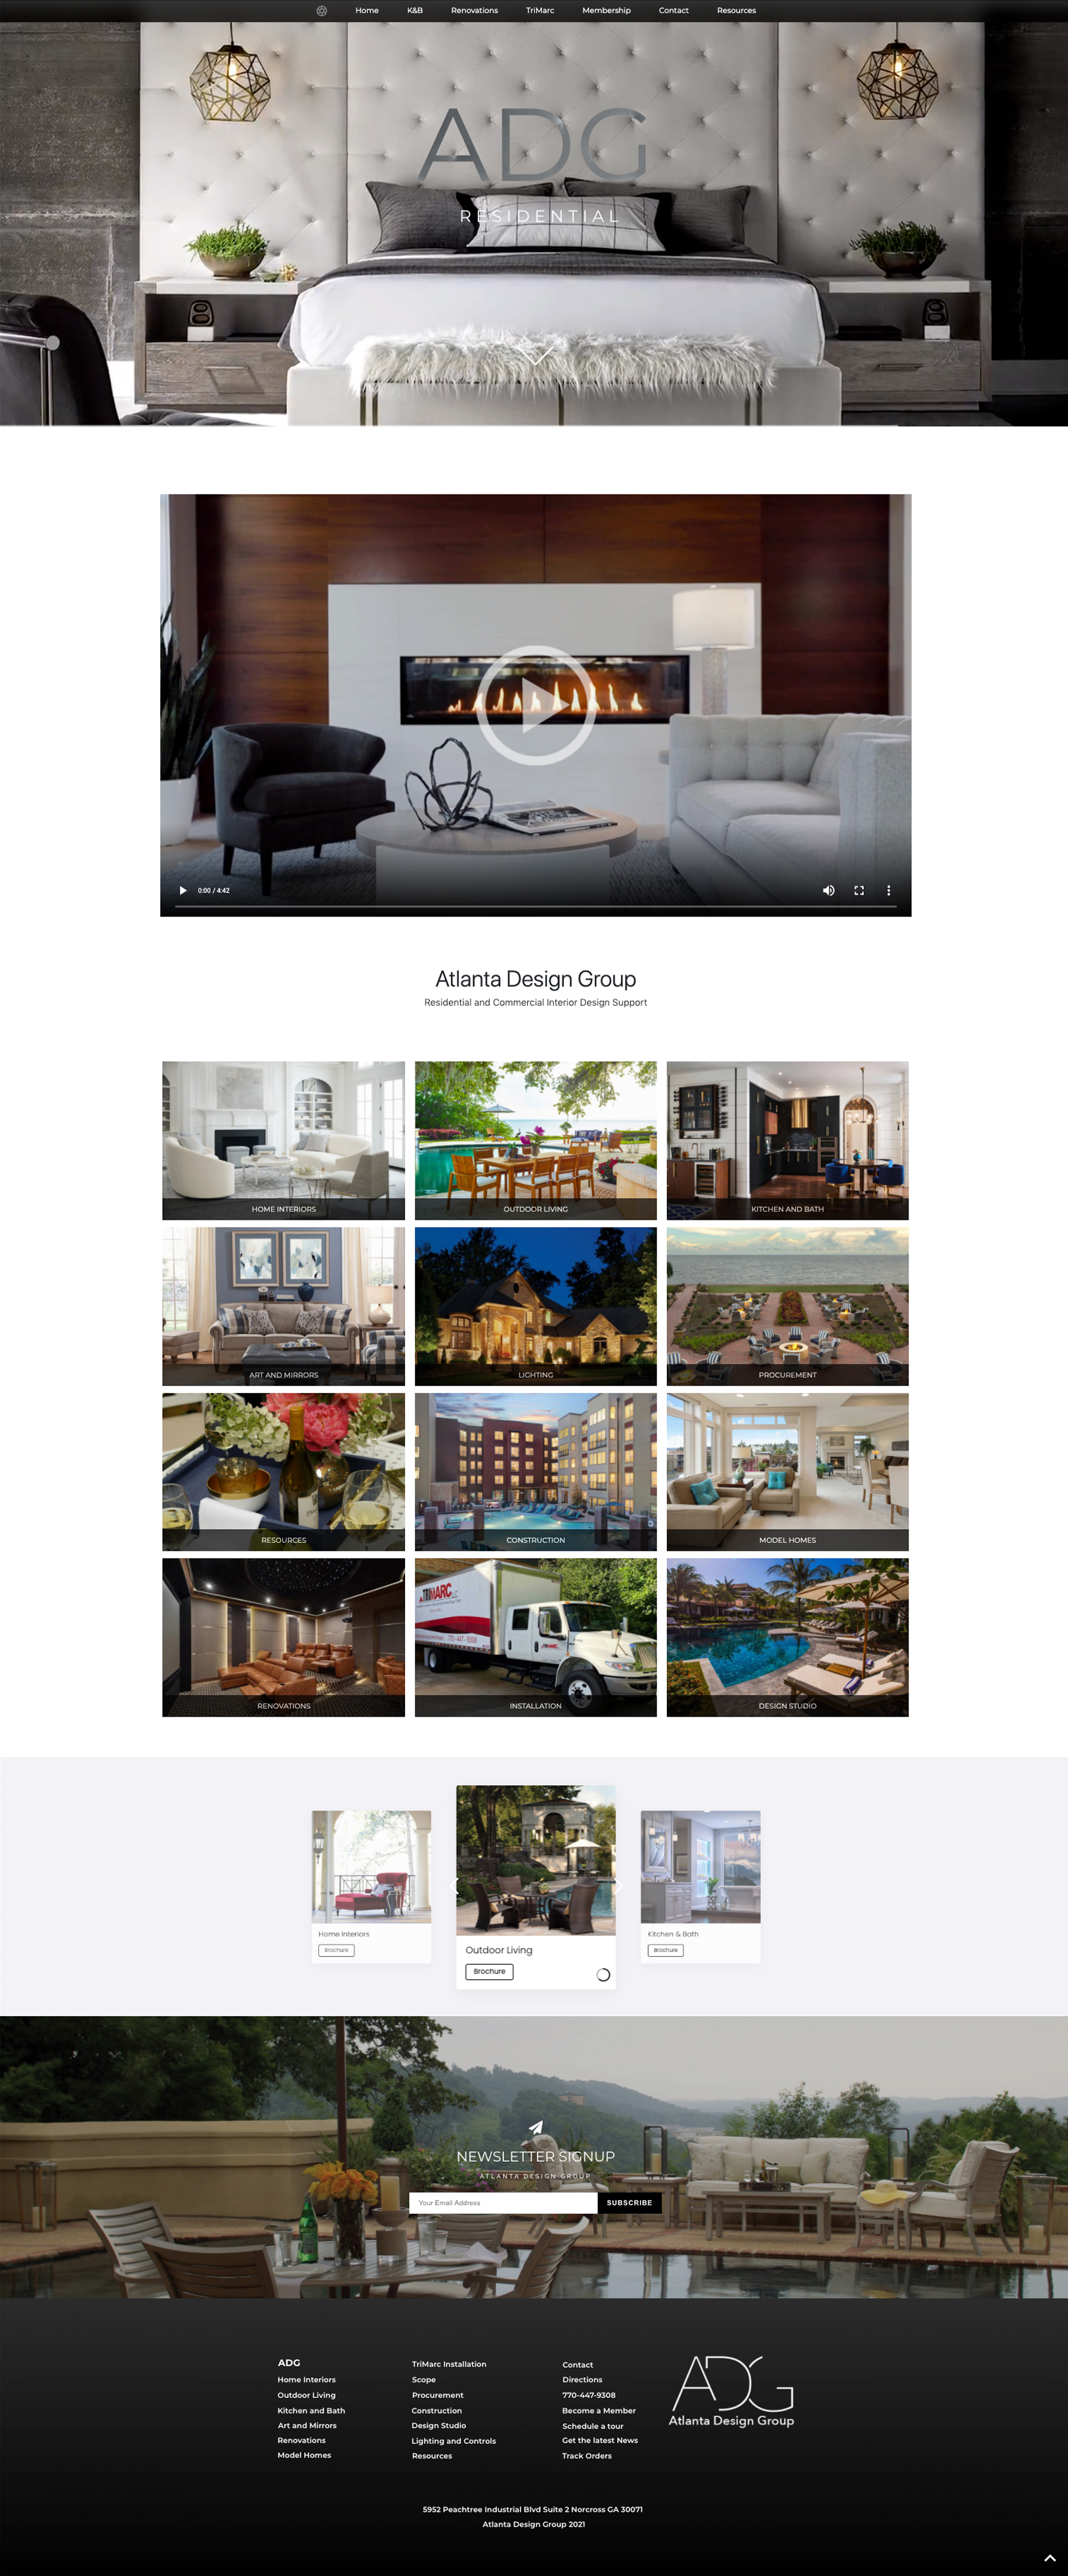 Home K&B Renovations TriMarc Membership Contact Resources
ADG
RESIDENTIAL
0:00 / 4:42
Atlanta Design Group
Residential and Commercial Interior Design Support
HOME INTERIORS OUTDOOR LIVING KITCHEN AND BATH
ART AND MIRRORS LIGHTING PROCUREMENT
RESOURCES CONSTRUCTION MODEL HOMES
TRIMARC
RENOVATIONS INSTALLATION DESIGN STUDIO
Home Interiors
Brochure
Outdoor Living
Brochure
Kitchen & Bath
Brochure
NEWSLETTER SIGNUP
ATLANTA DESIGN GROUP
Your Email Address SUBSCRIBE
ADG
Home Interiors
Outdoor Living
Kitchen and Bath
Art and Mirrors
Renovations
Model Homes
TriMarc Installation
Scope
Procurement
Construction
Design Studio
Lighting and Controls
Resources
Contact
Directions
770-447-9308
Become a Member
Schedule a tour
Get the latest News
Track Orders
ADG
Atlanta Design Group
5952 Peachtree Industrial Blvd Suite 2 Norcross GA 30071
Atlanta Design Group 2021